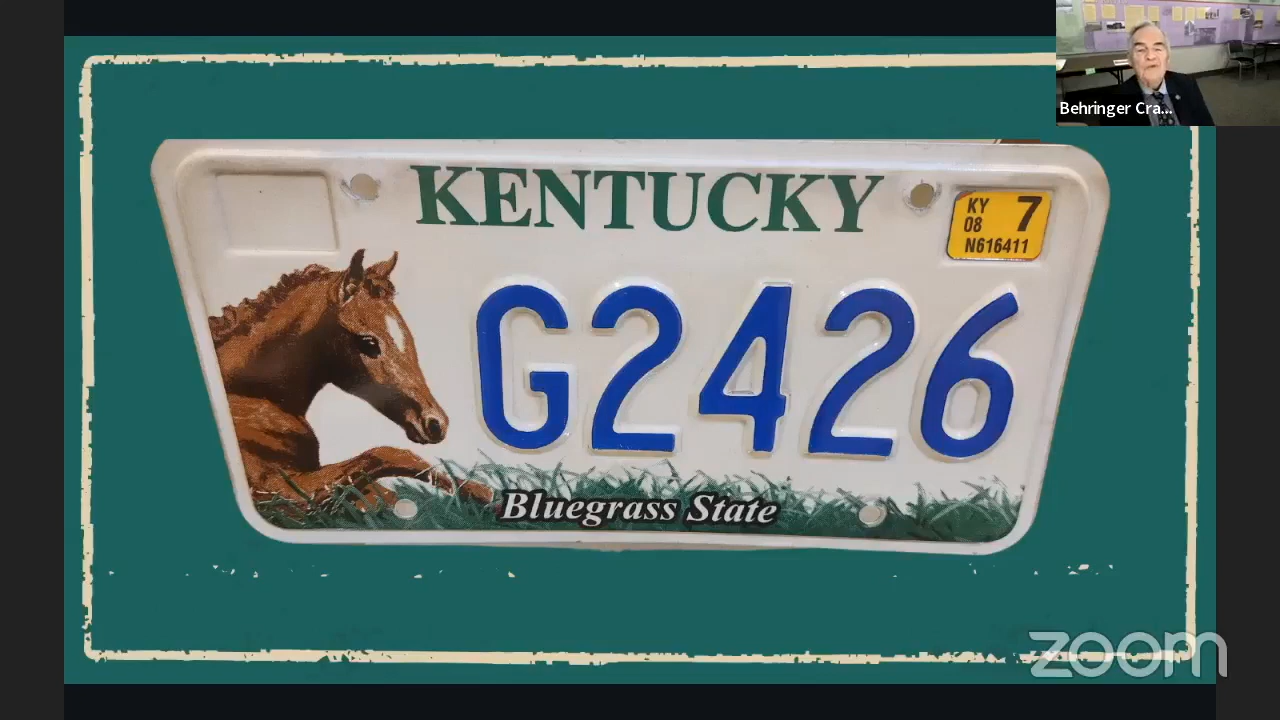 Behringer Cra...
KENTUCKY
KY 7
08
N616411
G2426
Bluegrass State
zoom